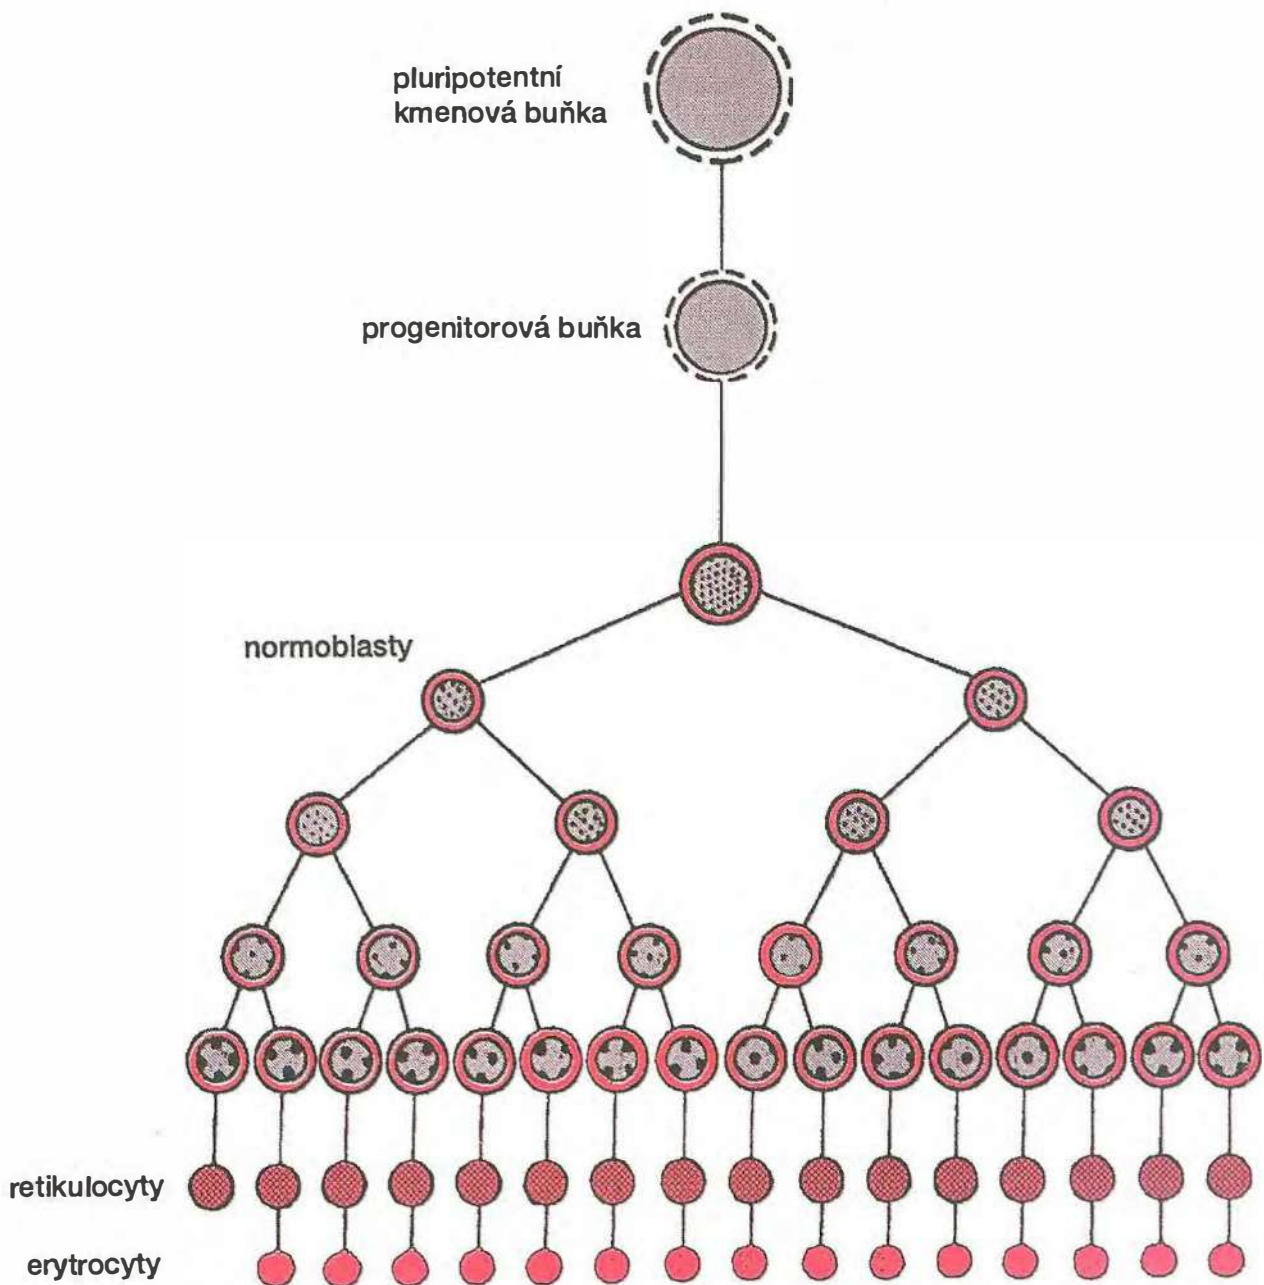 pluripotentní
kmenová buňka
progenitorová buňka
normoblasty
retikulocyty
erytrocyty